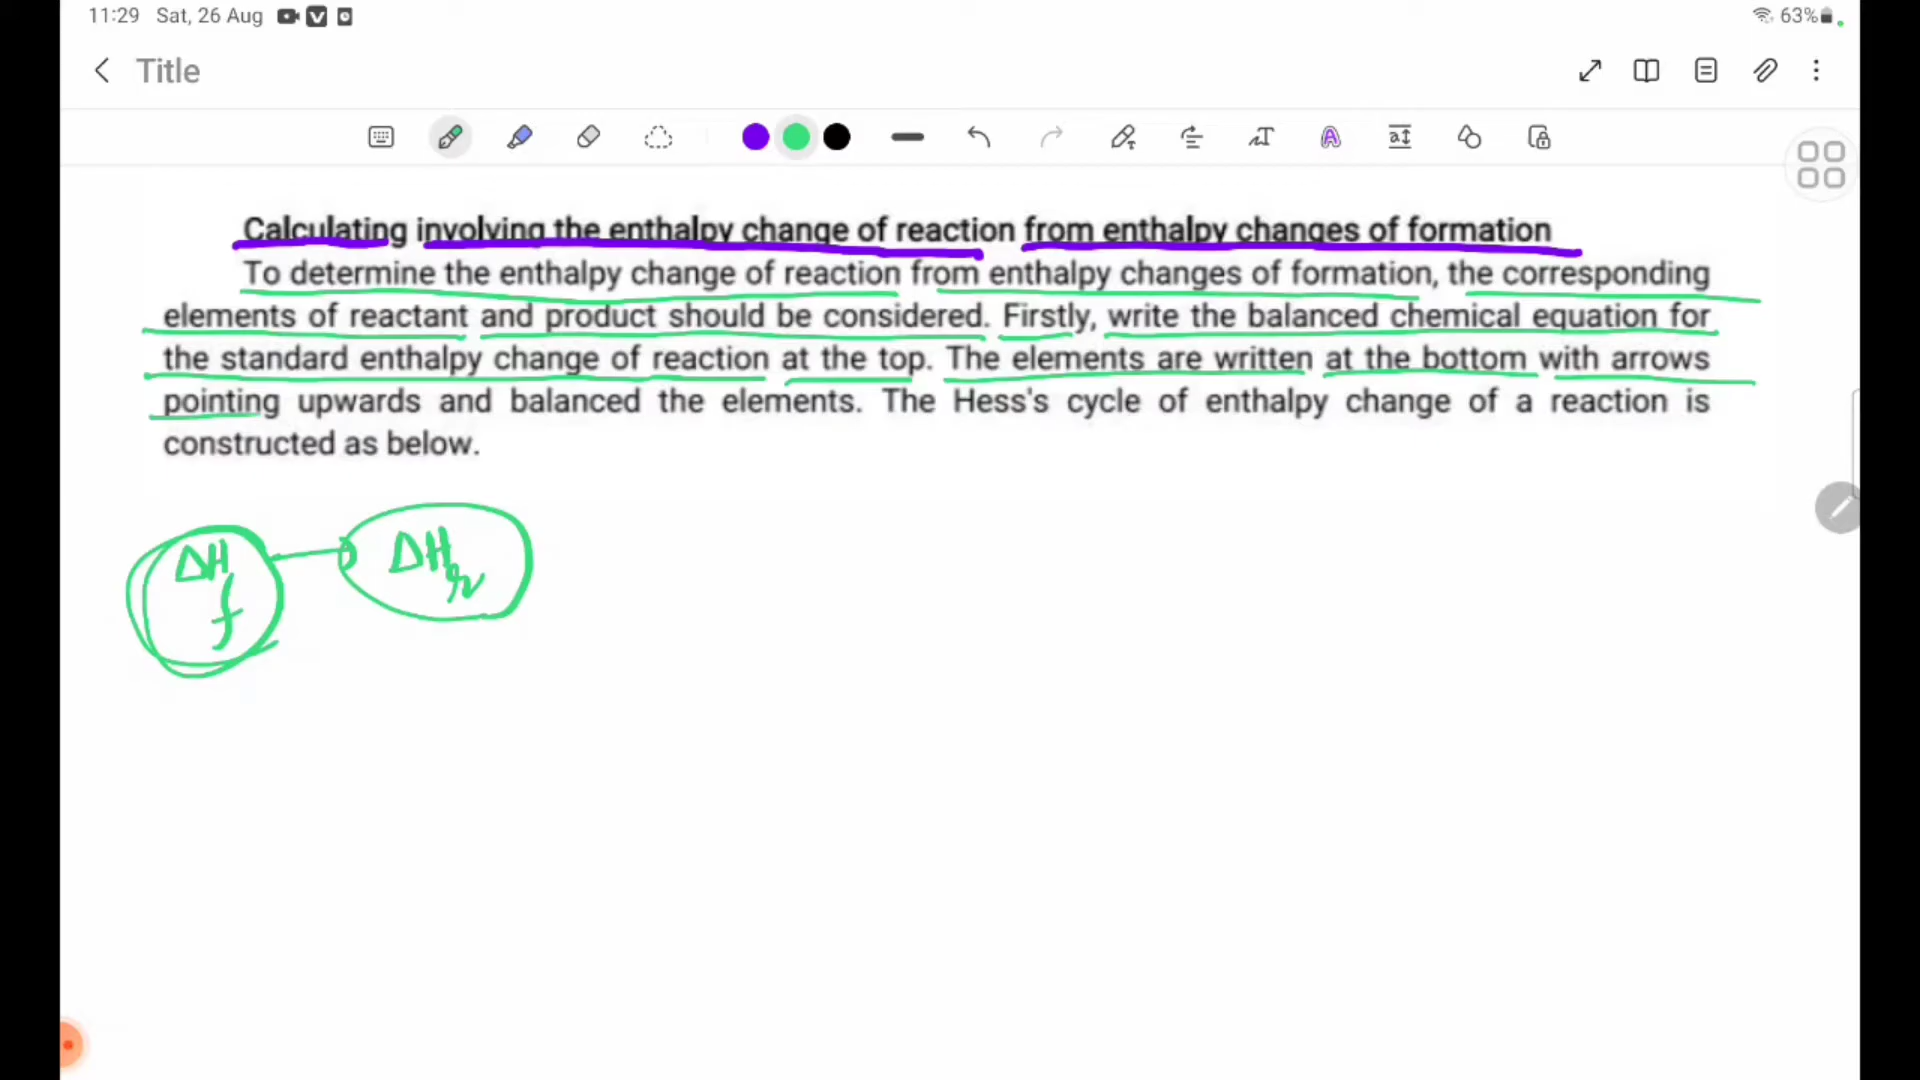 11:29 Sat, 26 Aug
63%
Title
Calculating involving the enthalpy change of reaction from enthalpy changes of formation
To determine the enthalpy change of reaction from enthalpy changes of formation, the corresponding
elements of reactant and product should be considered. Firstly, write the balanced chemical equation for
the standard enthalpy change of reaction at the top. The elements are written at the bottom with arrows
pointing upwards and balanced the elements. The Hess's cycle of enthalpy change of a reaction is
constructed as below.
ΔH f
ΔH r